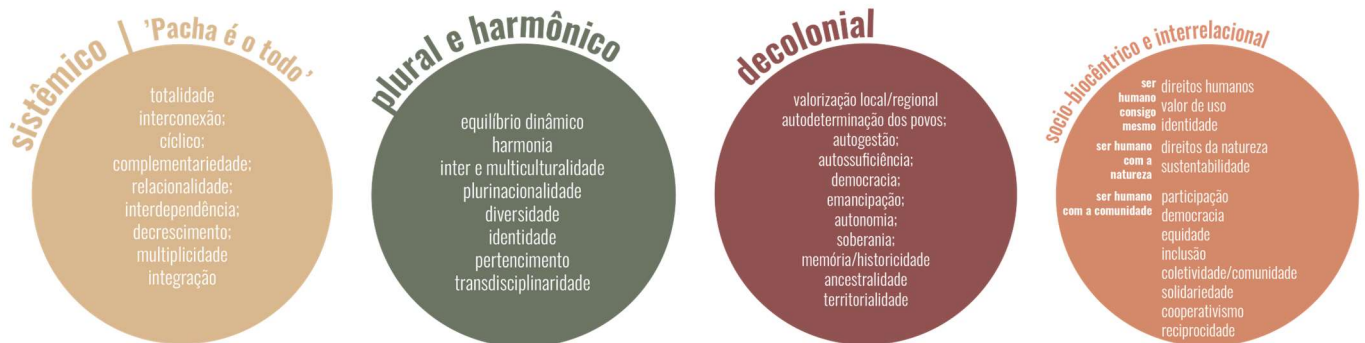 sistêmico | 'Pacha é o todo'
totalidade
interconexão;
cíclico;
complementariedade;
relacionalidade;
interdependência;
decrescimento;
multiplicidade
integração
plural e harmônico
equilíbrio dinâmico
harmonia
inter e multiculturalidade
plurinacionalidade
diversidade
identidade
pertencimento
transdisciplinaridade
decolonial
valorização local/regional
autodeterminação dos povos;
autogestão;
autossuficiência;
democracia;
emancipação;
autonomia;
soberania;
memória/historicidade
ancestralidade
territorialidade
socio-biocêntrico e interrelacional
ser
humano
consigo
mesmo
direitos humanos
valor de uso
identidade
ser humano
com a
natureza
direitos da natureza
sustentabilidade
ser humano
com a comunidade
participação
democracia
equidade
inclusão
coletividade/comunidade
solidariedade
cooperativismo
reciprocidade